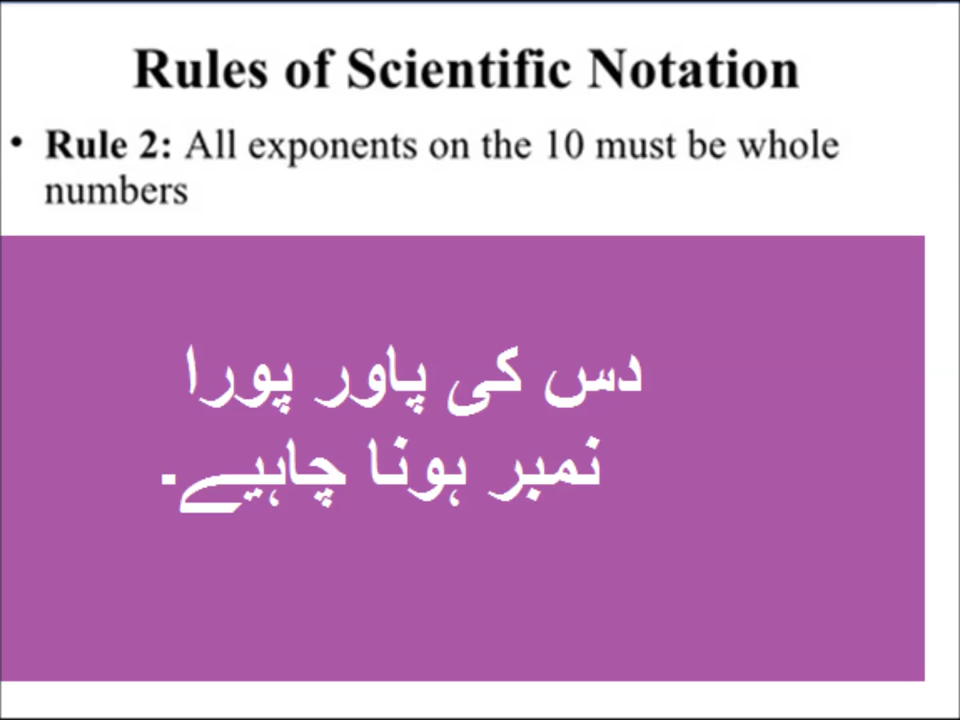 Rules of Scientific Notation
• Rule 2: All exponents on the 10 must be whole
numbers
دس کی پاور پورا
نمبر ہونا چاہیے۔